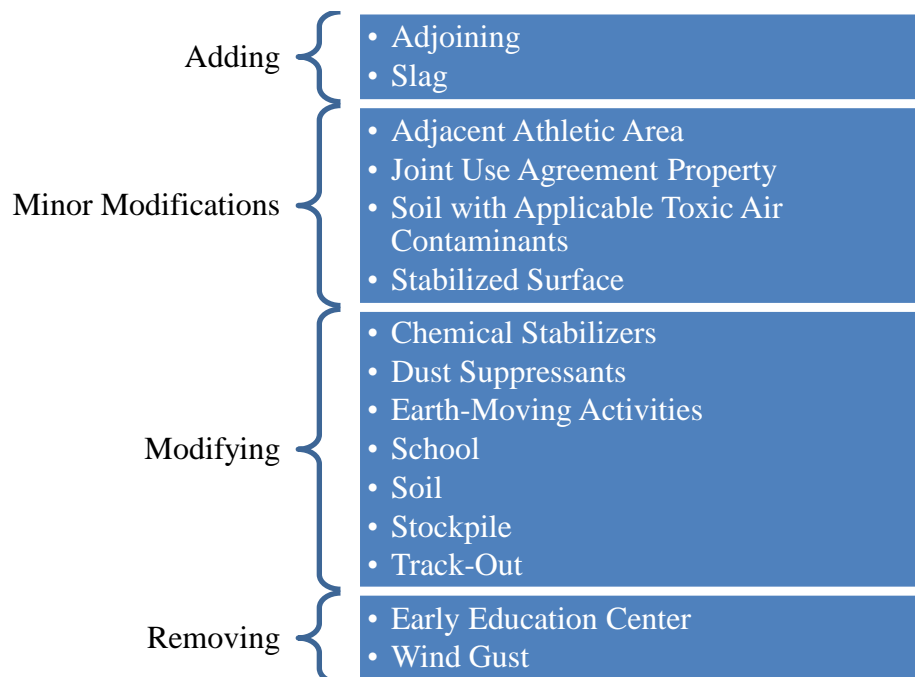 Adding
• Adjoining
• Slag
Minor Modifications
• Adjacent Athletic Area
• Joint Use Agreement Property
• Soil with Applicable Toxic Air
Contaminants
• Stabilized Surface
Modifying
• Chemical Stabilizers
• Dust Suppressants
• Earth-Moving Activities
• School
• Soil
• Stockpile
• Track-Out
Removing
• Early Education Center
• Wind Gust